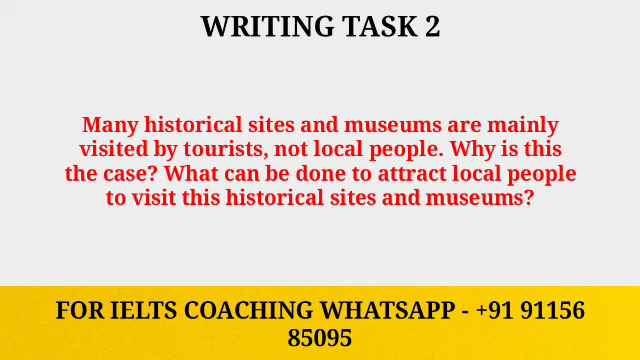 WRITING TASK 2
Many historical sites and museums are mainly
visited by tourists, not local people. Why is this
the case? What can be done to attract local people
to visit this historical sites and museums?
FOR IELTS COACHING WHATSAPP - +91 91156
85095